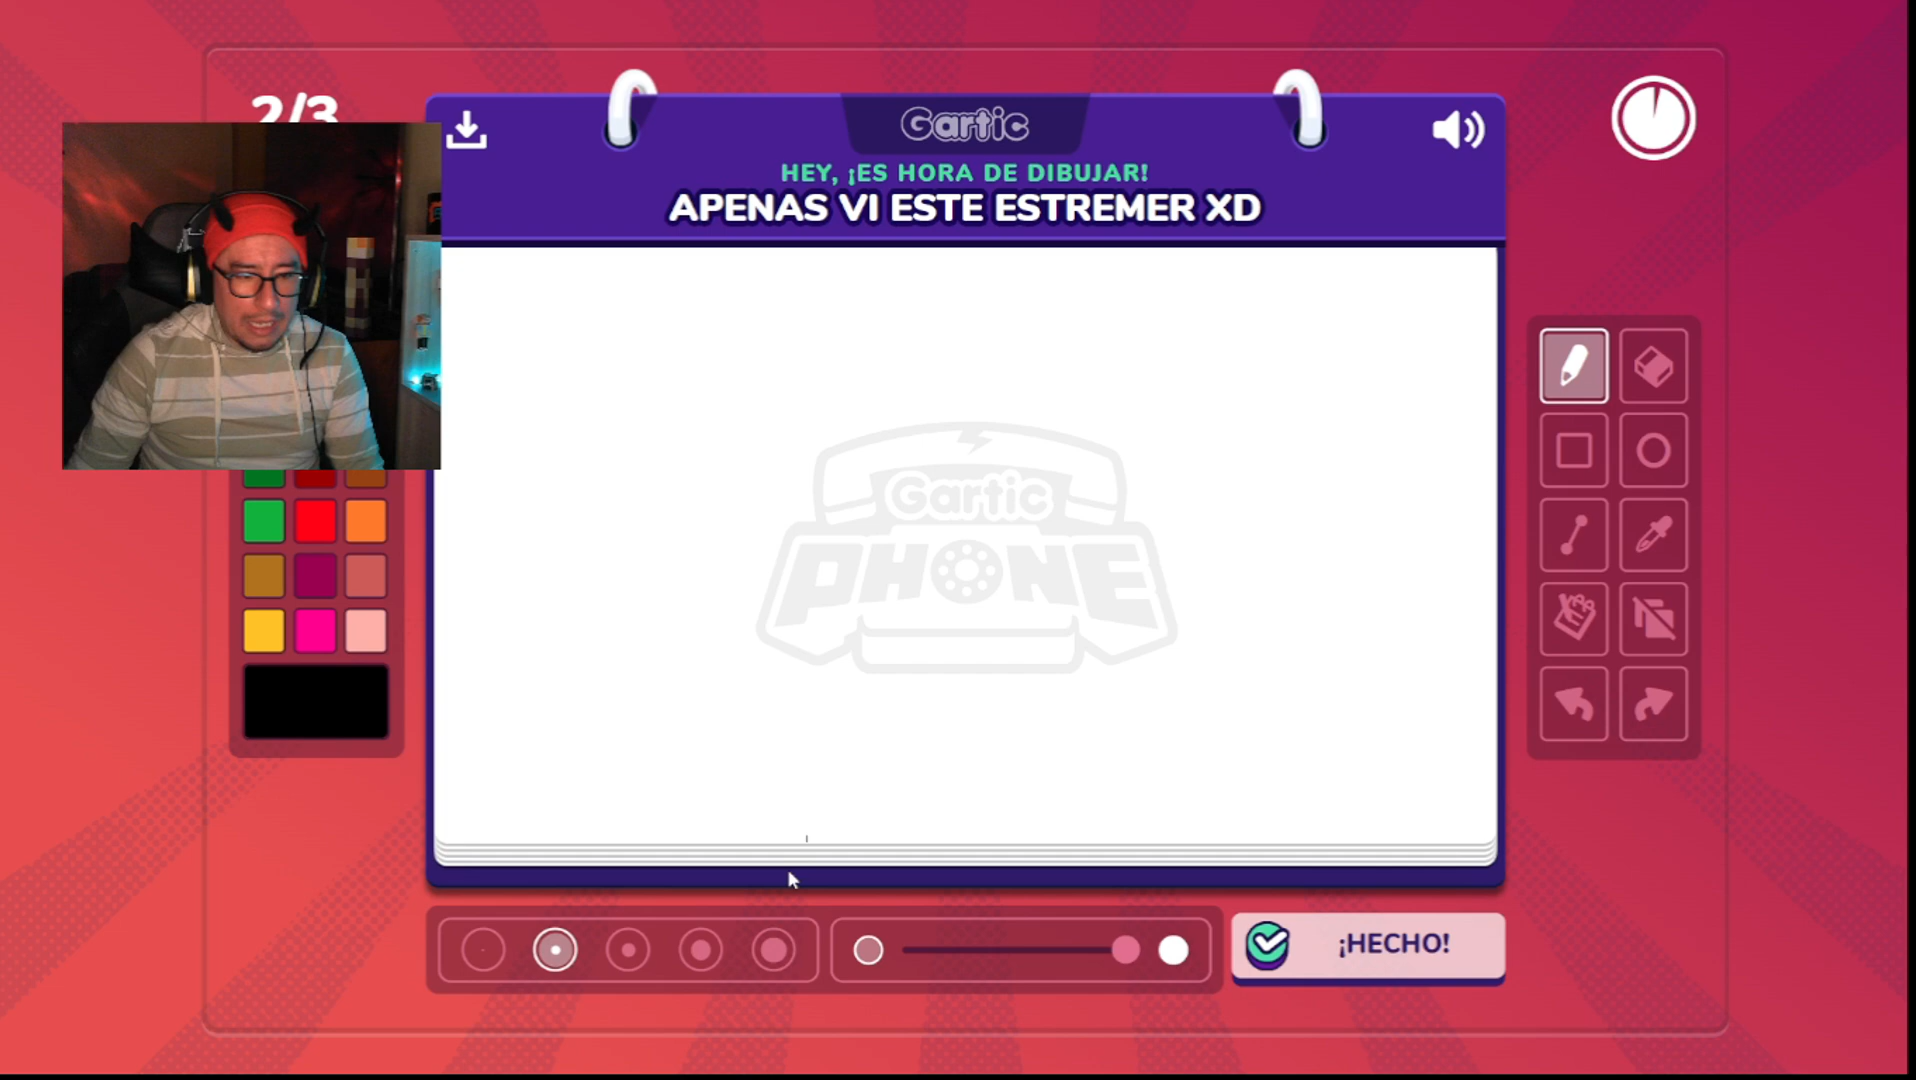 2/3
Gartic
HEY, ¡ES HORA DE DIBUJAR!
APENAS VI ESTE ESTREMER XD
Gartic
PHONE
¡HECHO!